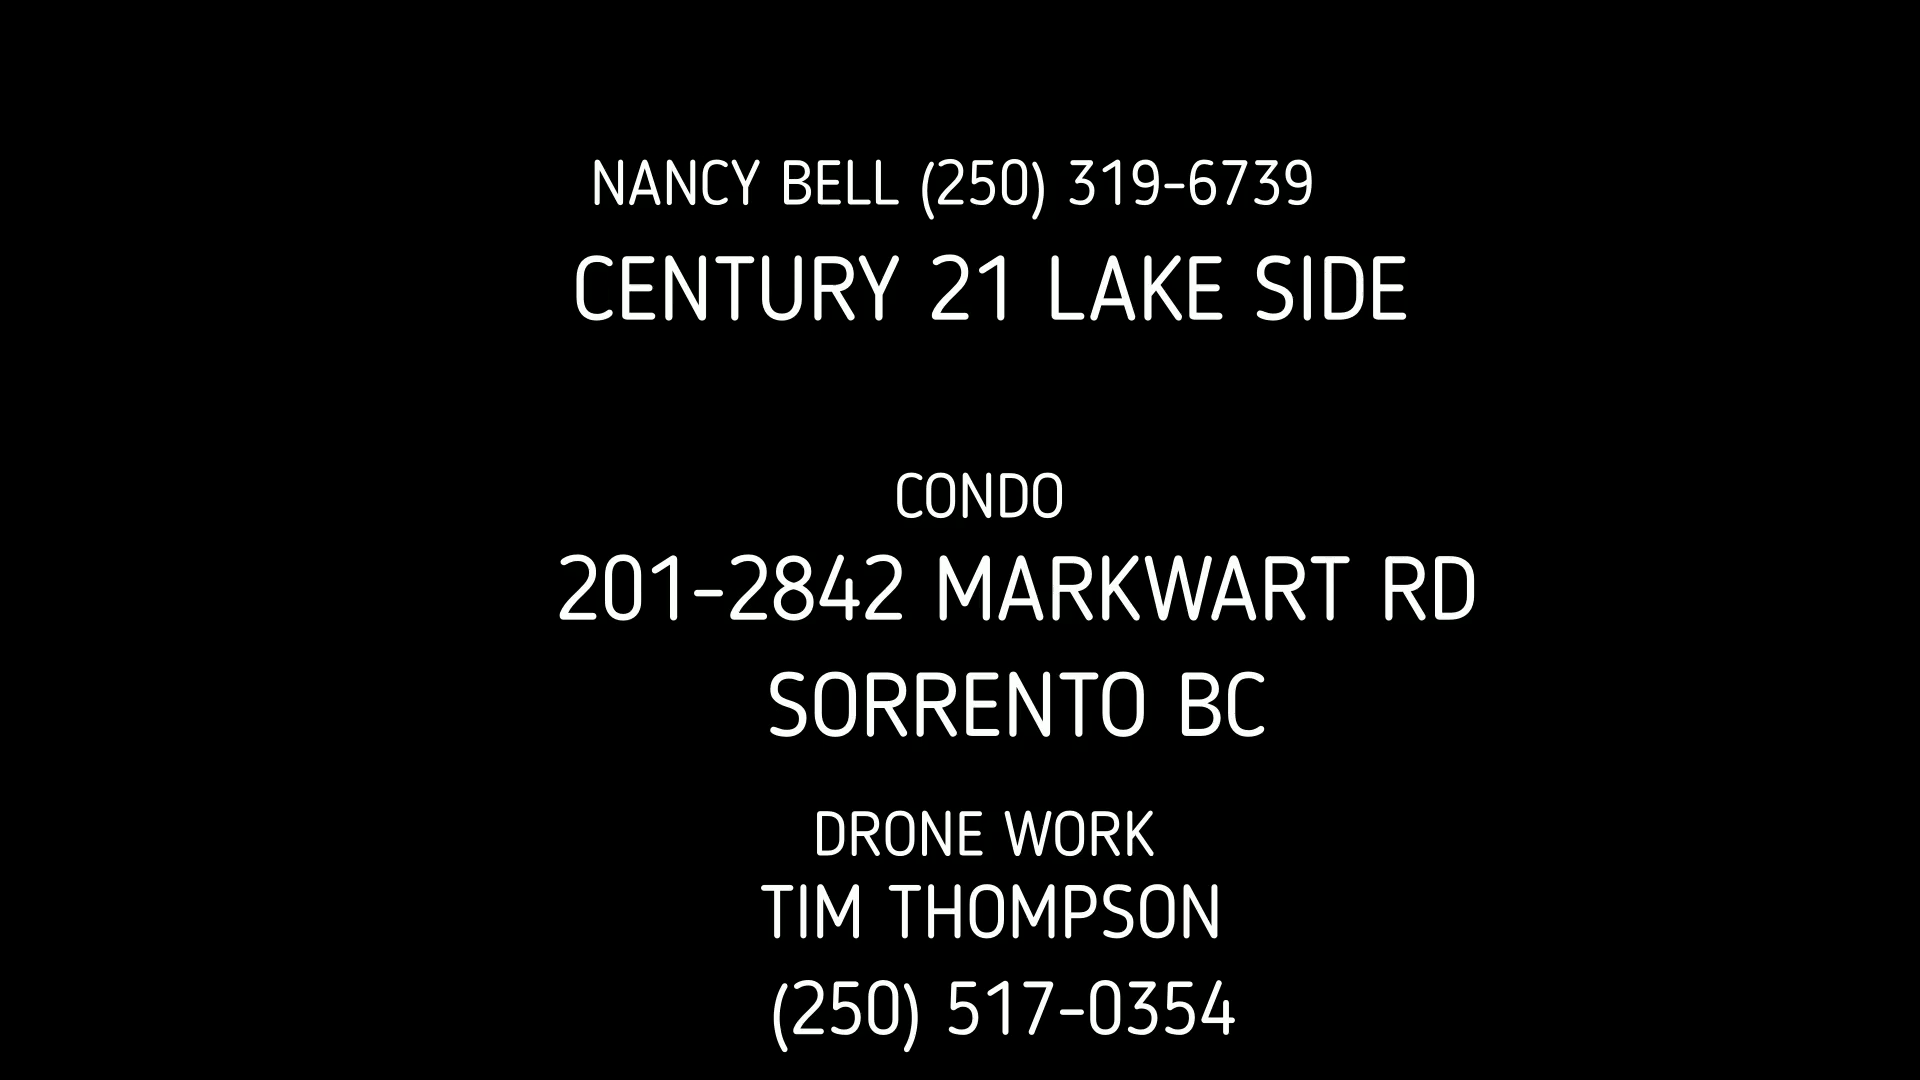 NANCY BELL (250) 319-6739
CENTURY 21 LAKE SIDE
CONDO
201-2842 MARKWART RD
SORRENTO BC
DRONE WORK
TIM THOMPSON
(250) 517-0354